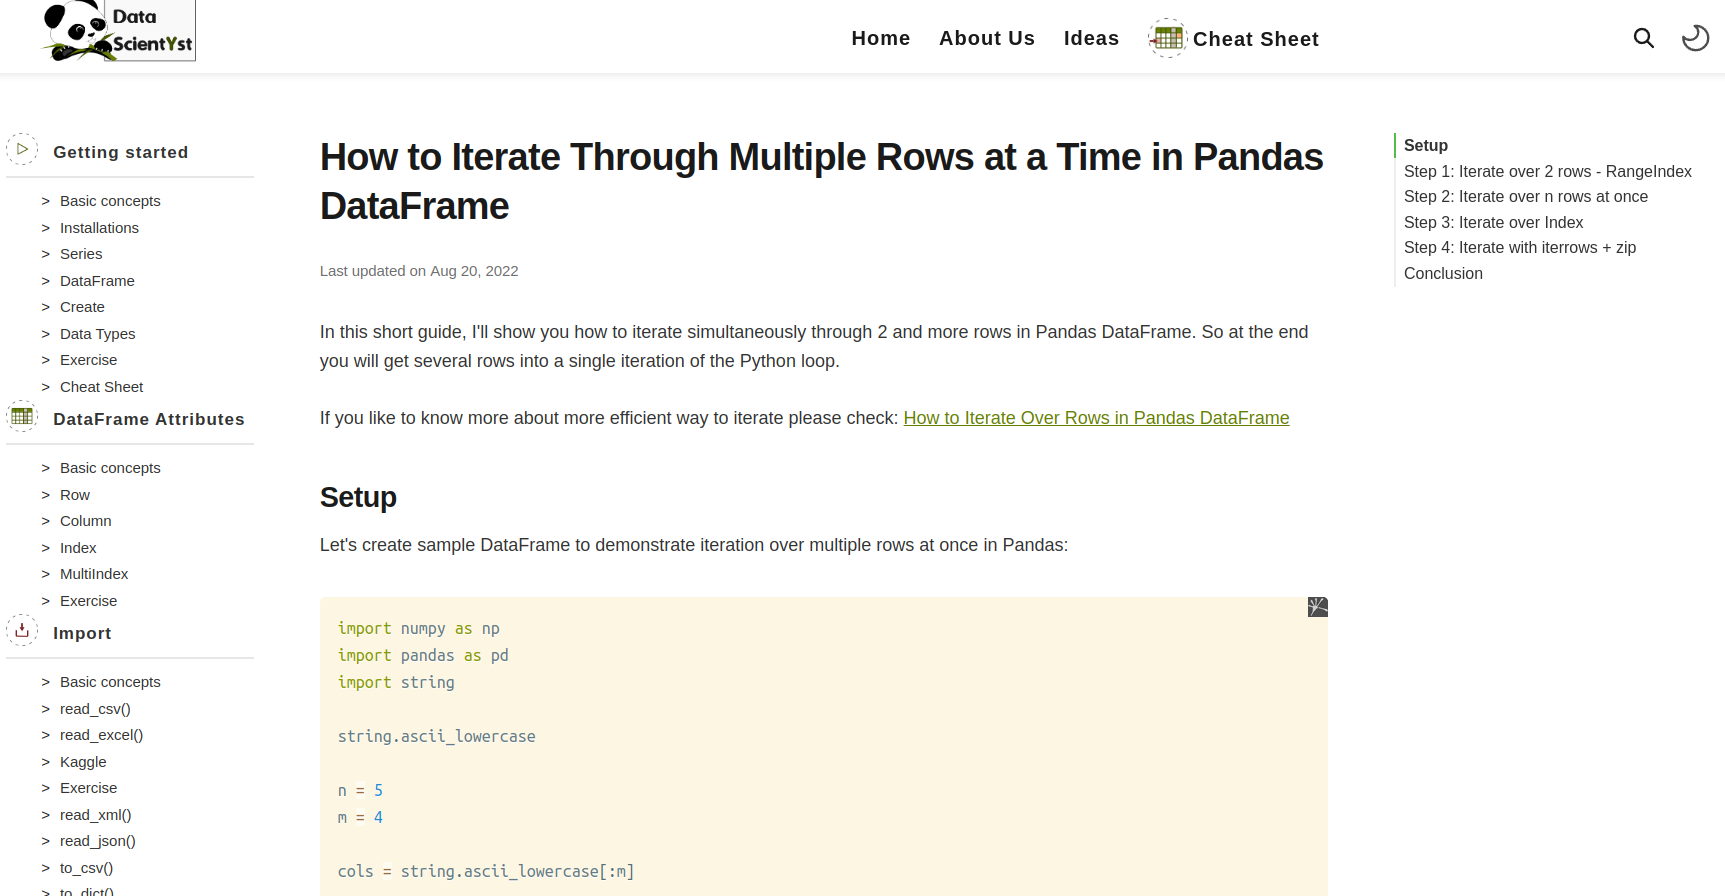 Data
ScientYst
Home
About Us
Ideas
Cheat Sheet
Getting started
> Basic concepts
> Installations
> Series
> DataFrame
> Create
> Data Types
> Exercise
> Cheat Sheet
DataFrame Attributes
> Basic concepts
> Row
> Column
> Index
> MultiIndex
> Exercise
Import
> Basic concepts
> read_csv()
> read_excel()
> Kaggle
> Exercise
> read_xml()
> read_json()
> to_csv()
> to_dict()
How to Iterate Through Multiple Rows at a Time in Pandas
DataFrame
Last updated on Aug 20, 2022
In this short guide, I'll show you how to iterate simultaneously through 2 and more rows in Pandas DataFrame. So at the end
you will get several rows into a single iteration of the Python loop.
If you like to know more about more efficient way to iterate please check: How to Iterate Over Rows in Pandas DataFrame
Setup
Let's create sample DataFrame to demonstrate iteration over multiple rows at once in Pandas:
import numpy as np
import pandas as pd
import string
string.ascii_lowercase
n = 5
m = 4
cols = string.ascii_lowercase[:m]
Setup
Step 1: Iterate over 2 rows - RangeIndex
Step 2: Iterate over n rows at once
Step 3: Iterate over Index
Step 4: Iterate with iterrows + zip
Conclusion